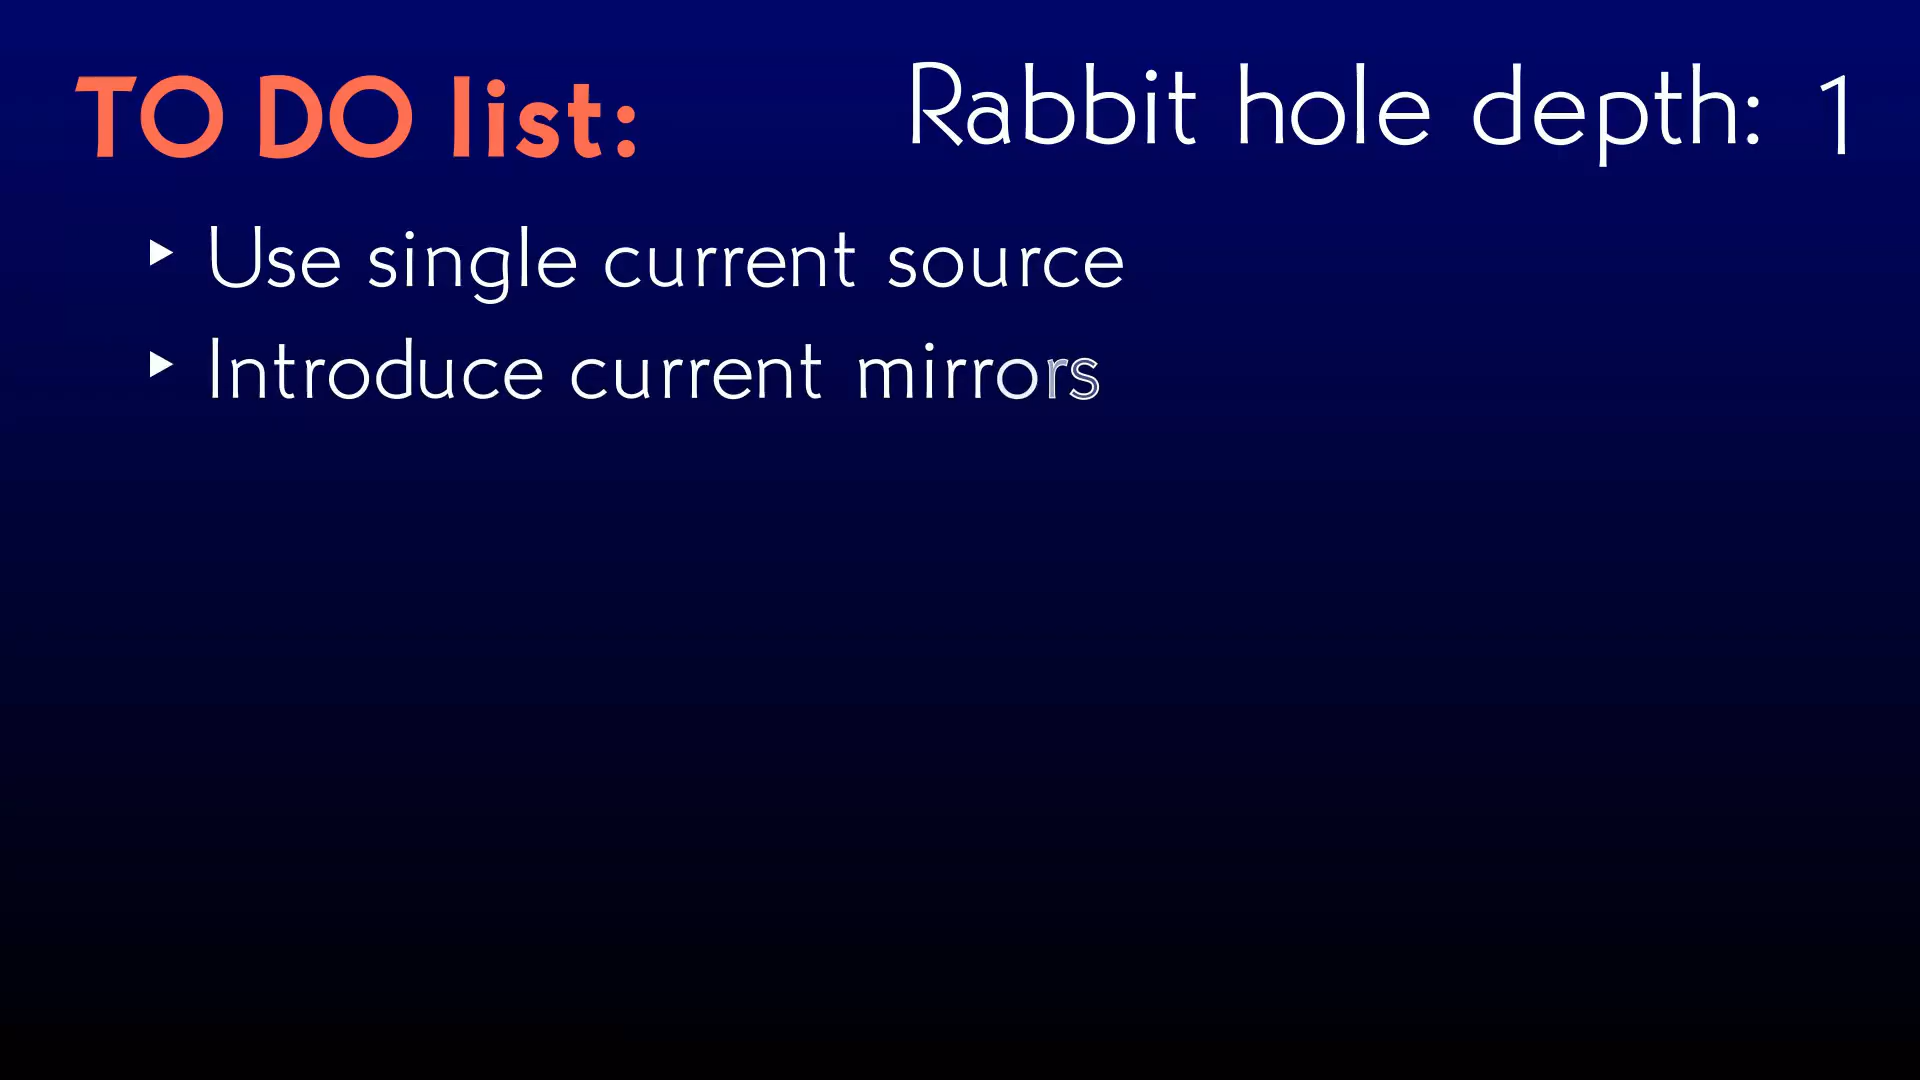 TO DO list:
Rabbit hole depth: 1
Use single current source
Introduce current mirrors